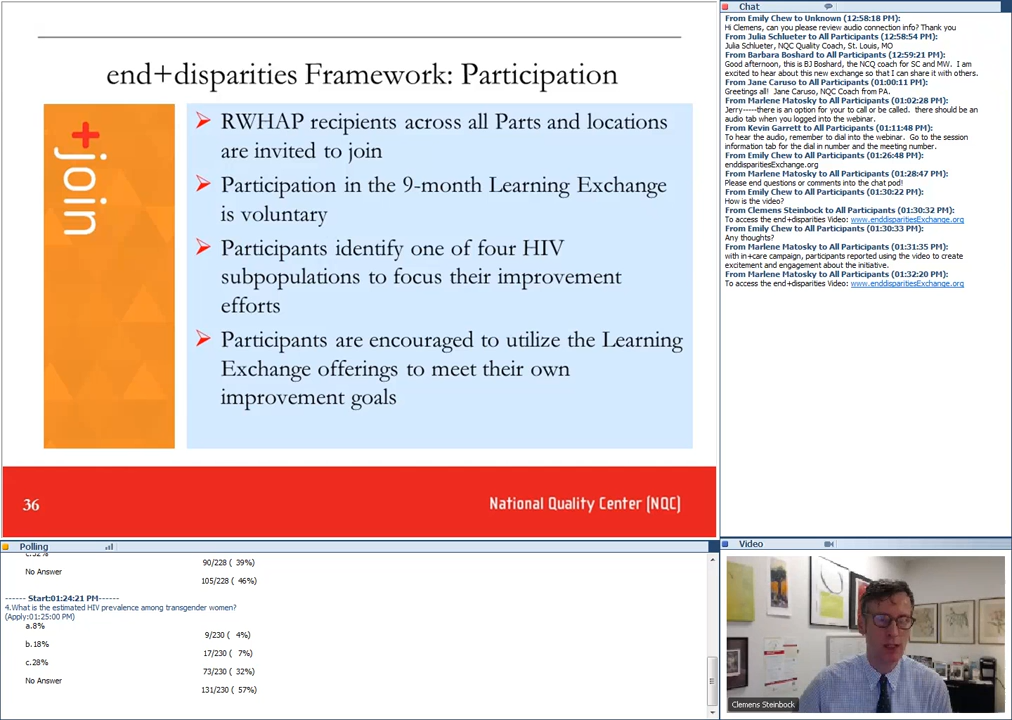 end+disparities Framework: Participation
+join
RWHAP recipients across all Parts and locations
are invited to join
Participation in the 9-month Learning Exchange
is voluntary
Participants identify one of four HIV
subpopulations to focus their improvement
efforts
Participants are encouraged to utilize the Learning
Exchange offerings to meet their own
improvement goals
36
National Quality Center (NQC)
Chat
From Emily Chew to Unknown (12:58:18 PM):
Hi Clemens, can you please review audio connection info? Thank you
From Julia Schlueter to All Participants (12:58:54 PM):
Julia Schlueter, NQC Quality Coach, St. Louis, MO
From Barbara Boshard to All Participants (12:59:21 PM):
Good afternoon, this is BJ Boshard, the NCQ coach for SC and MW. I am
excited to hear about this new exchange so that I can share it with others.
From Jane Caruso to All Participants (01:00:11 PM):
Greetings all! Jane Caruso, NQC Coach from PA.
From Marlene Matosky to All Participants (01:02:28 PM):
Jerry-----there is an option for your to call or be called. there should be an
audio tab when you logged into the webinar.
From Kevin Garrett to All Participants (01:11:48 PM):
To hear the audio, remember to dial into the webinar. Go to the session
information tab for the dial in number and the meeting number.
From Emily Chew to All Participants (01:26:48 PM):
enddisparitiesExchange.org
From Marlene Matosky to All Participants (01:28:47 PM):
Please end questions or comments into the chat pod!
From Emily Chew to All Participants (01:30:22 PM):
How is the video?
From Clemens Steinbock to All Participants (01:30:32 PM):
To access the end+disparities Video: www.enddisparitiesExchange.org
From Emily Chew to All Participants (01:30:33 PM):
Any thoughts?
From Marlene Matosky to All Participants (01:31:35 PM):
with in+care campaign, participants reported using the video to create
excitement and engagement about the initiative.
From Marlene Matosky to All Participants (01:32:20 PM):
To access the end+disparities Video: www.enddisparitiesExchange.org
Polling
c.52%
90/228 ( 39%)
No Answer
105/228 ( 46%)
------ Start:01:24:21 PM------
4.What is the estimated HIV prevalence among transgender women?
(Apply:01:25:00 PM)
a.8%
9/230 ( 4%)
b.18%
17/230 ( 7%)
c.28%
73/230 ( 32%)
No Answer
131/230 ( 57%)
Video
Clemens Steinbock